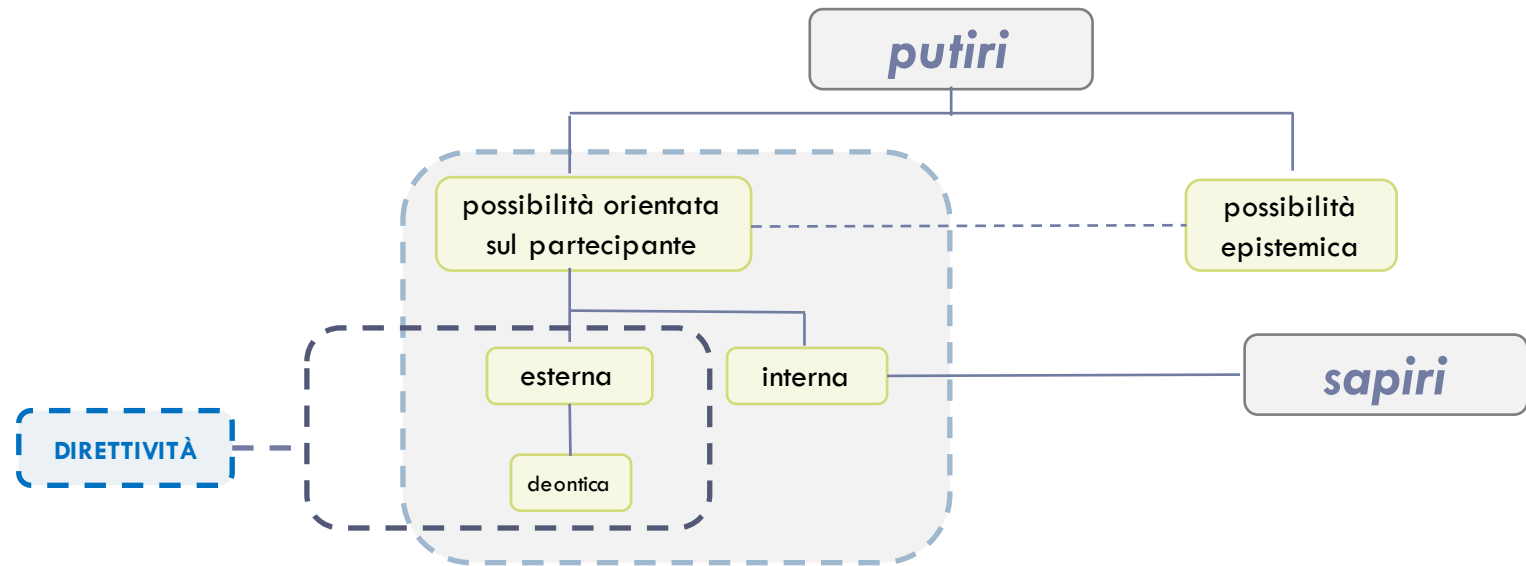 putiri
possibilità orientata
sul partecipante
possibilità
epistemica
esterna
interna
sapiri
DIRETTIVITÀ
deontica